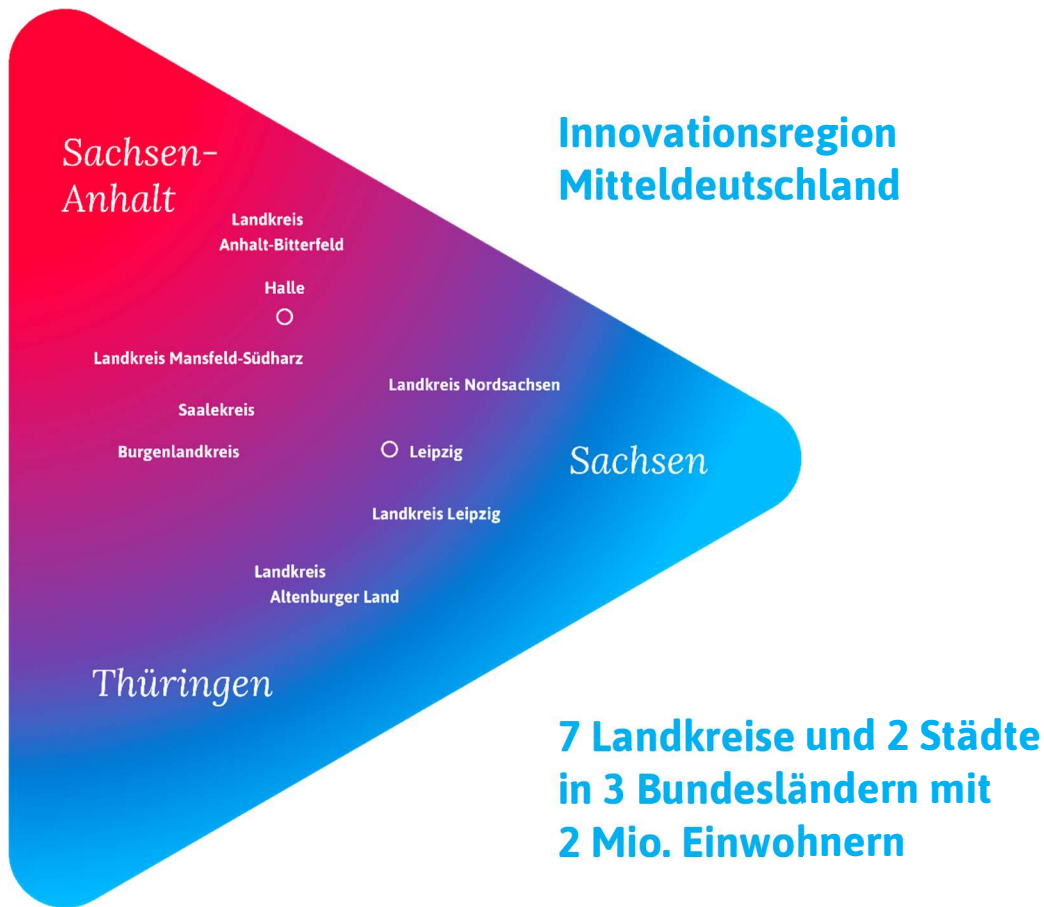 Sachsen-
Anhalt
Innovationsregion
Mitteldeutschland
Landkreis
Anhalt-Bitterfeld
Halle
Landkreis Mansfeld-Südharz
Landkreis Nordsachsen
Saalekreis
Burgenlandkreis
Leipzig
Sachsen
Landkreis Leipzig
Landkreis
Altenburger Land
Thüringen
7 Landkreise und 2 Städte
in 3 Bundesländern mit
2 Mio. Einwohnern